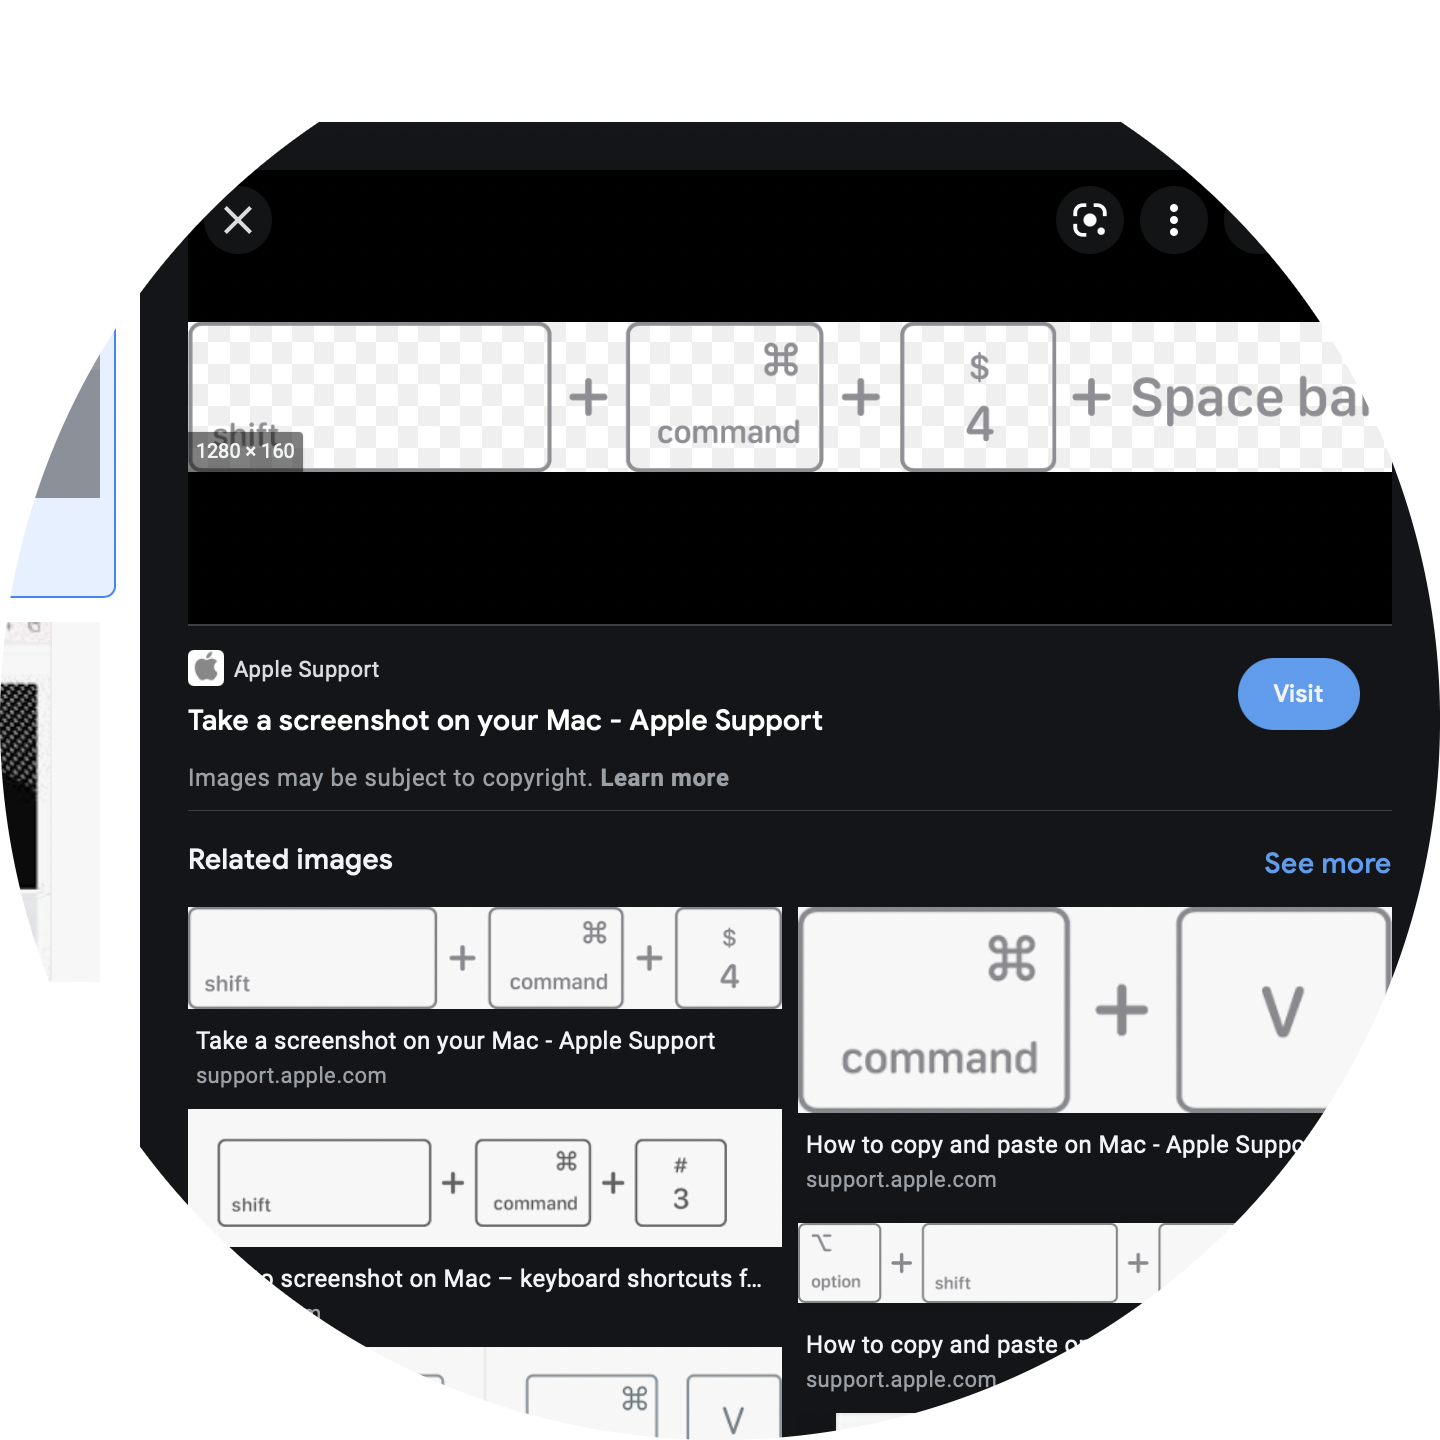 shift + ⌘ command + $ 4 + Space bar
1280 × 160
Apple Support
Visit
Take a screenshot on your Mac - Apple Support
Images may be subject to copyright. Learn more
Related images
See more
shift + ⌘ command + $ 4
Take a screenshot on your Mac - Apple Support
support.apple.com
⌘ command + V
How to copy and paste on Mac - Apple Suppo
support.apple.com
shift + ⌘ command + # 3
screenshot on Mac – keyboard shortcuts f...
⌥ option + shift +
How to copy and paste
support.apple.com
⌘ V